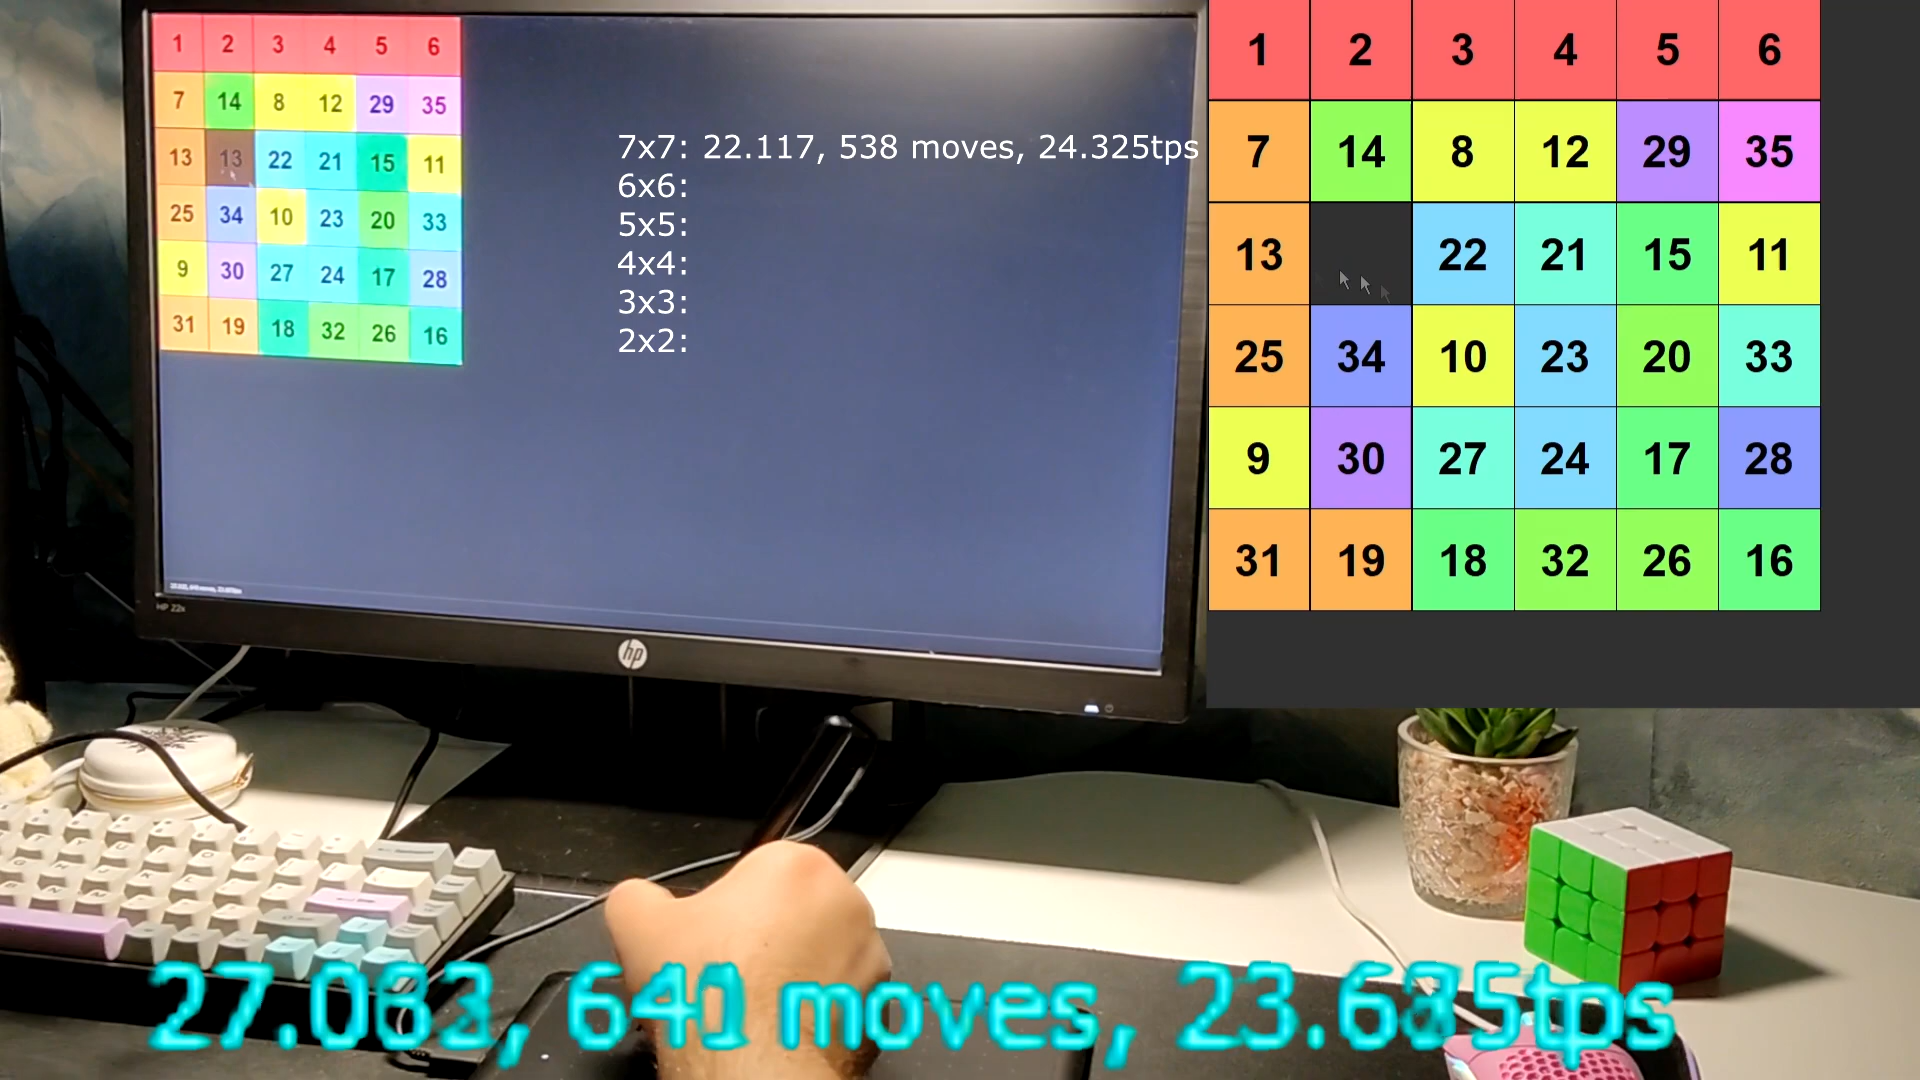 1 2 3 4 5 6
7 14 8 12 29 35
13 13 22 21 15 11
25 34 10 23 20 33
9 30 27 24 17 28
31 19 18 32 26 16
7x7: 22.117, 538 moves, 24.325tps
6x6:
5x5:
4x4:
3x3:
2x2:
1 2 3 4 5 6
7 14 8 12 29 35
13 22 21 15 11
25 34 10 23 20 33
9 30 27 24 17 28
31 19 18 32 26 16
HP 22x
hp
moves,